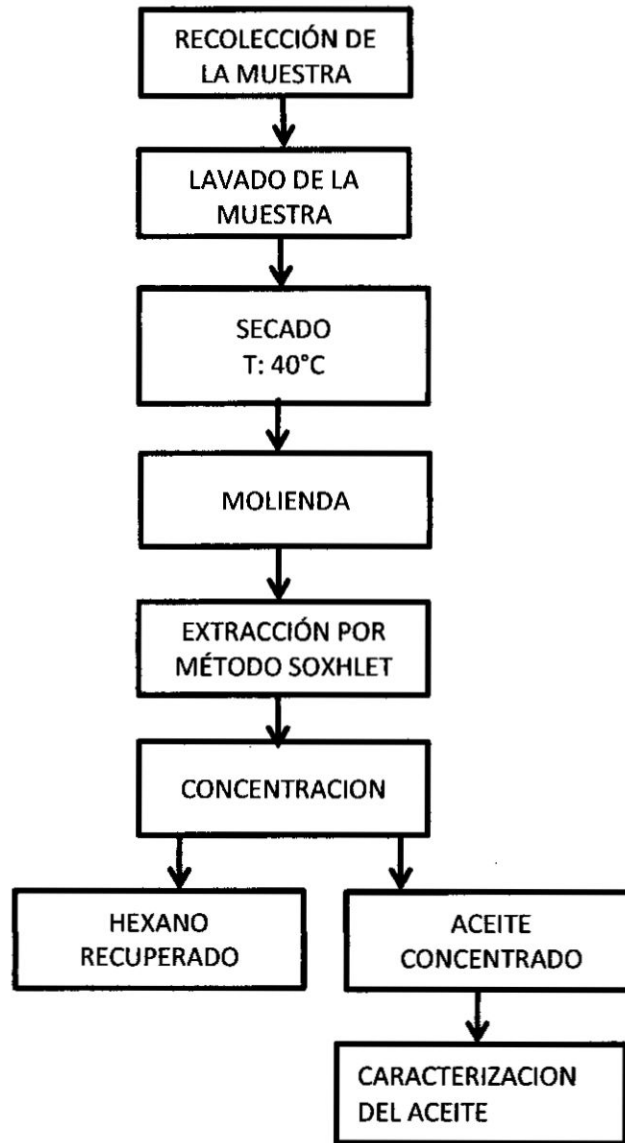 RECOLECCIÓN DE
LA MUESTRA
LAVADO DE LA
MUESTRA
SECADO
T: 40°C
MOLIENDA
EXTRACCIÓN POR
MÉTODO SOXHLET
CONCENTRACION
HEXANO
RECUPERADO
ACEITE
CONCENTRADO
CARACTERIZACION
DEL ACEITE